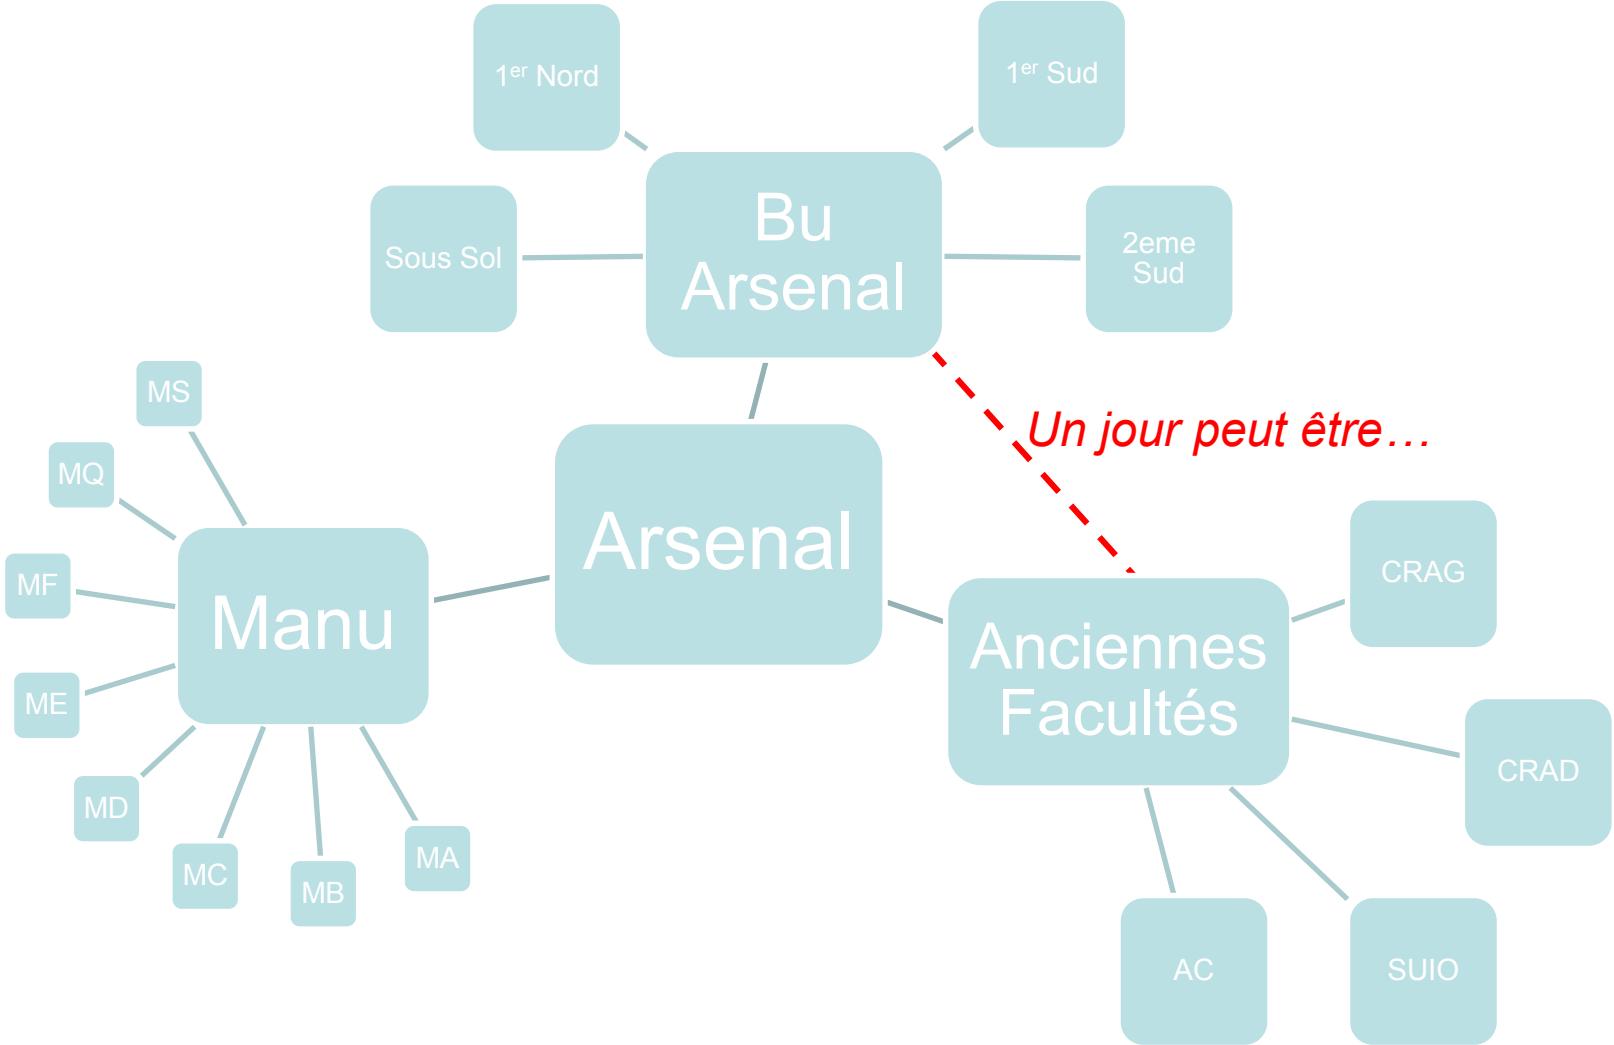 1er Nord
1er Sud
Bu
Arsenal
Sous Sol
2eme
Sud
MS
Un jour peut être…
MQ
Arsenal
MF
Manu
CRAG
Anciennes
Facultés
ME
MD
CRAD
MC
MB
MA
AC
SUIO